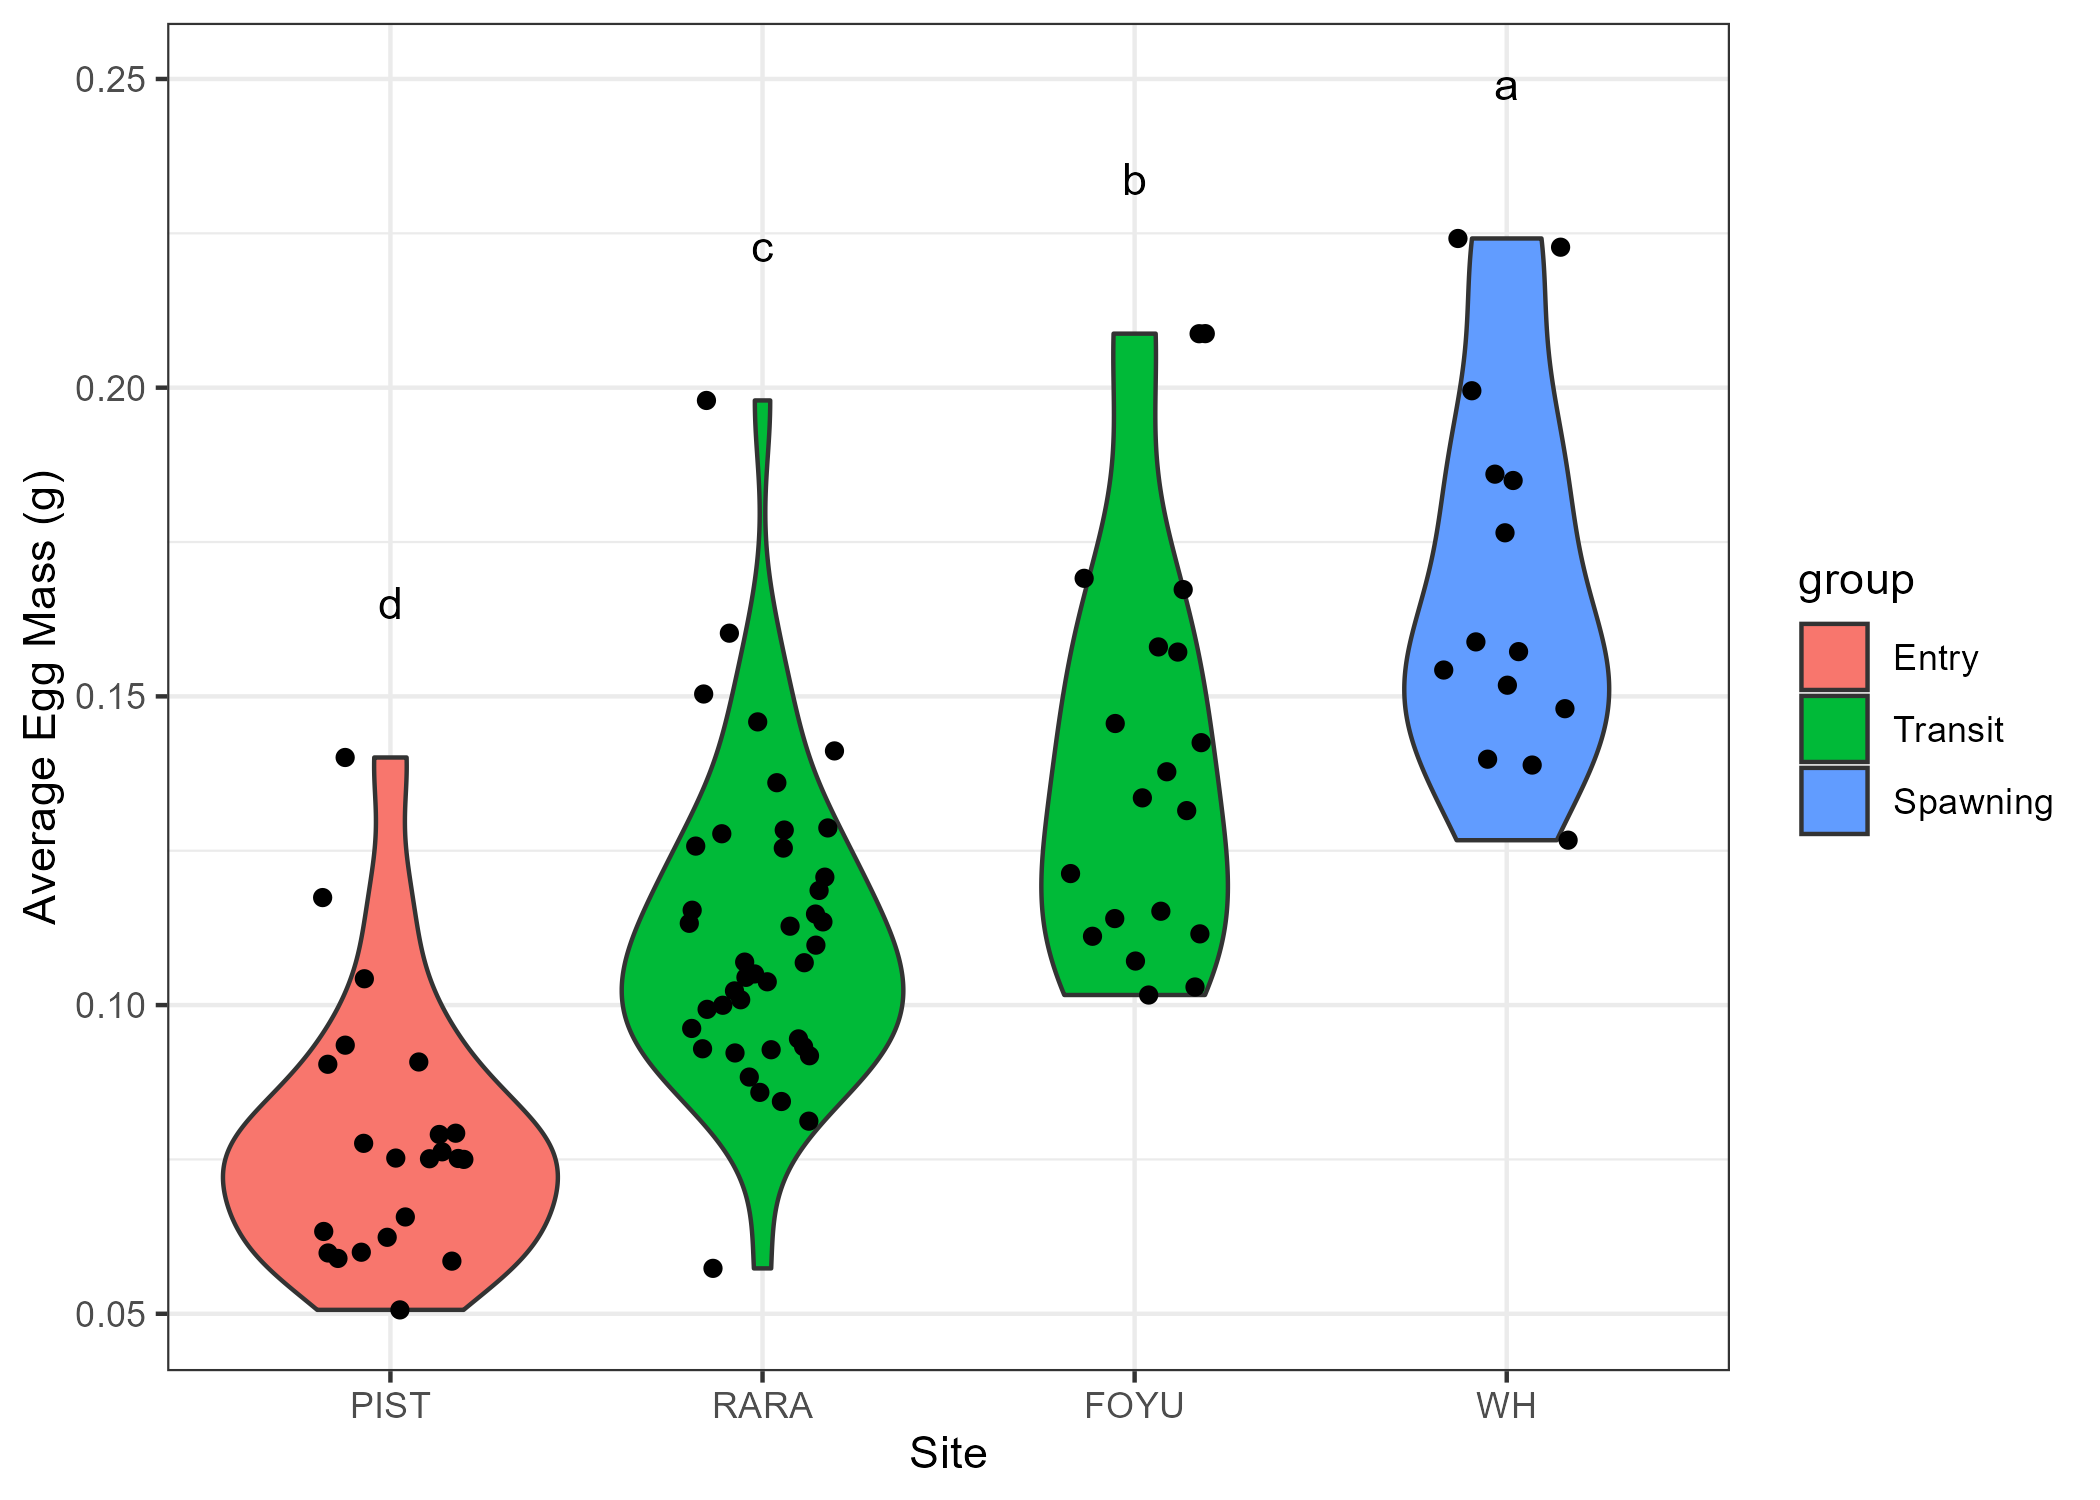 0.25
0.20
0.15
0.10
0.05
Average Egg Mass (g)
d
c
b
a
PIST
RARA
FOYU
WH
Site
group
Entry
Transit
Spawning